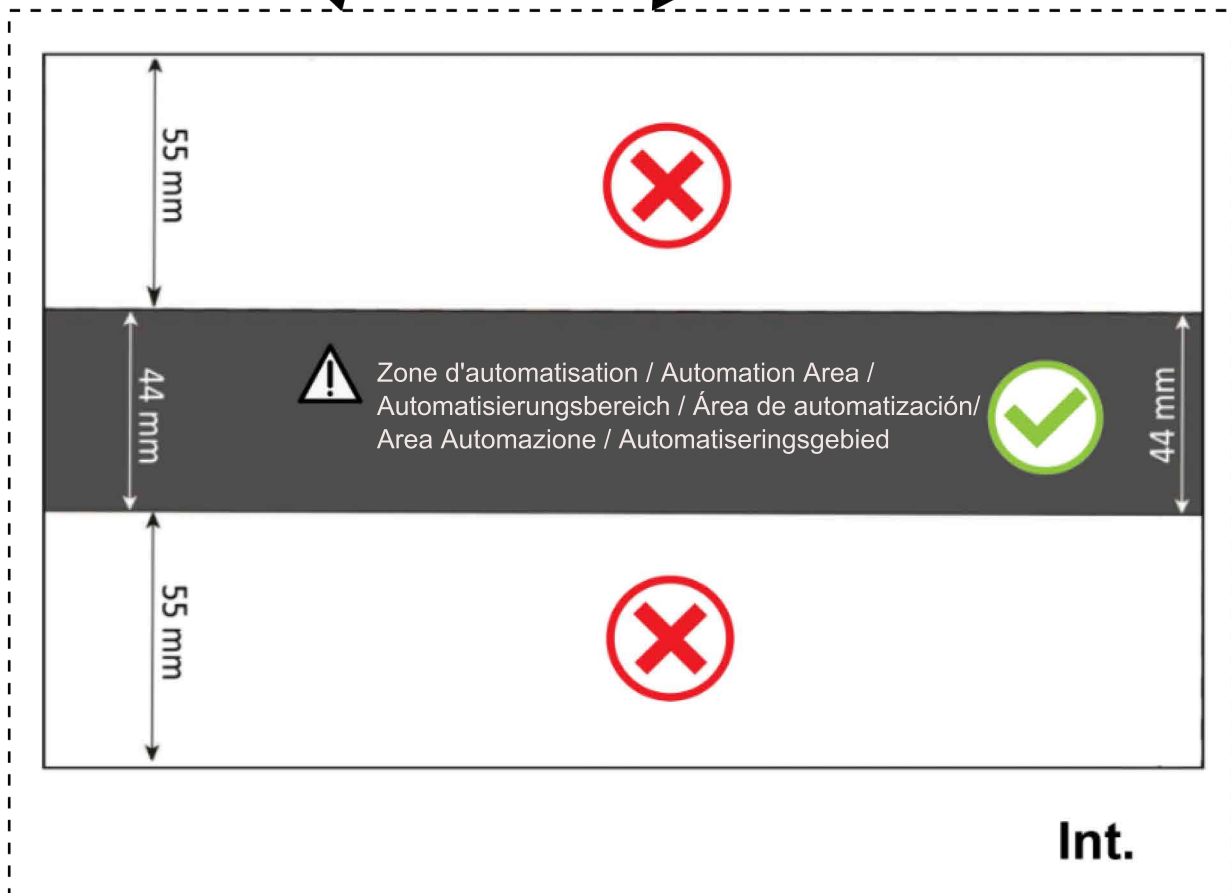 55 mm
44 mm
Zone d'automatisation / Automation Area /
Automatisierungsbereich / Área de automatización/
Area Automazione / Automatiseringsgebied
44 mm
55 mm
Int.